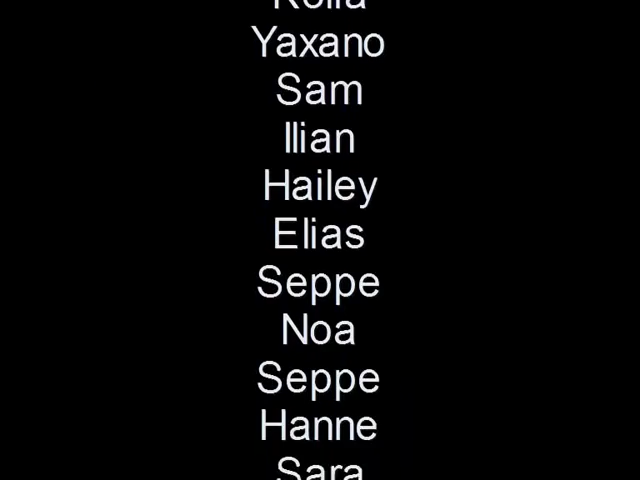 Yaxano
Sam
Ilian
Hailey
Elias
Seppe
Noa
Seppe
Hanne
Sara